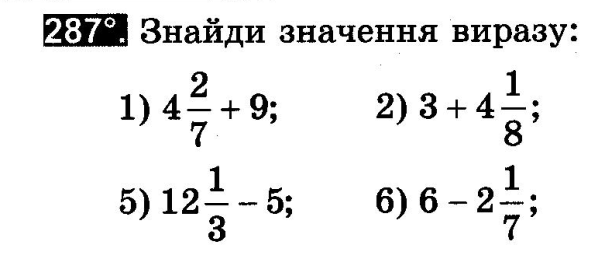 287°. Знайди значення виразу:
1) 4 2/7 + 9; 2) 3 + 4 1/8;
5) 12 1/3 − 5; 6) 6 − 2 1/7;